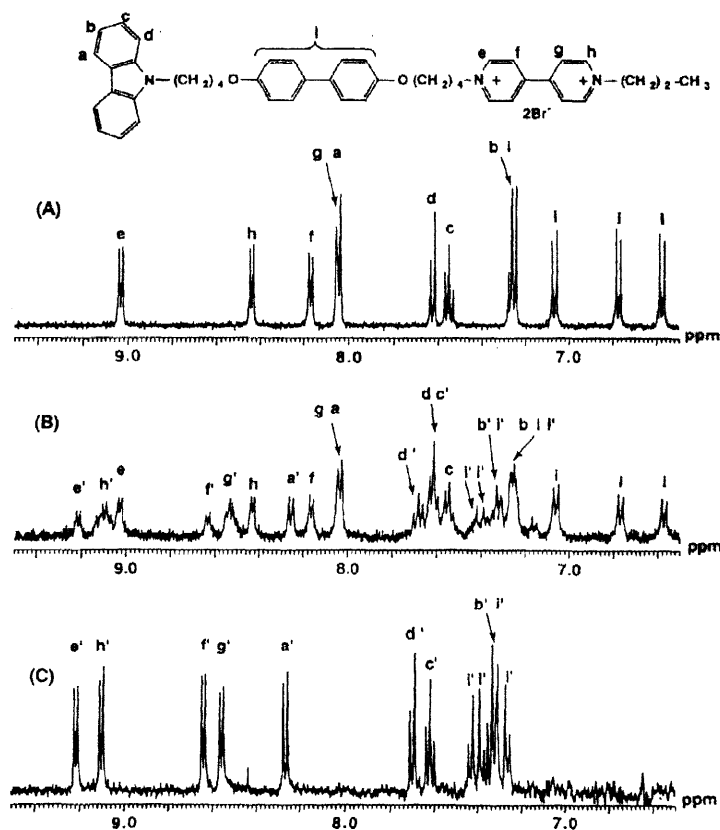 i
b c d a
e f g h
N (CH2)4 O O (CH2)4 N + + N (CH2)2-CH3
2Br-
(A)
e h f g a d c b i i i i
9.0 8.0 7.0 ppm
(B)
e' h' e f' g' h a' f g a d' d c' c i' i' b' i' b i i' i i i
9.0 8.0 7.0 ppm
(C)
e' h' f' g' a' d' c' i' i' b' i' i'
9.0 8.0 7.0 ppm